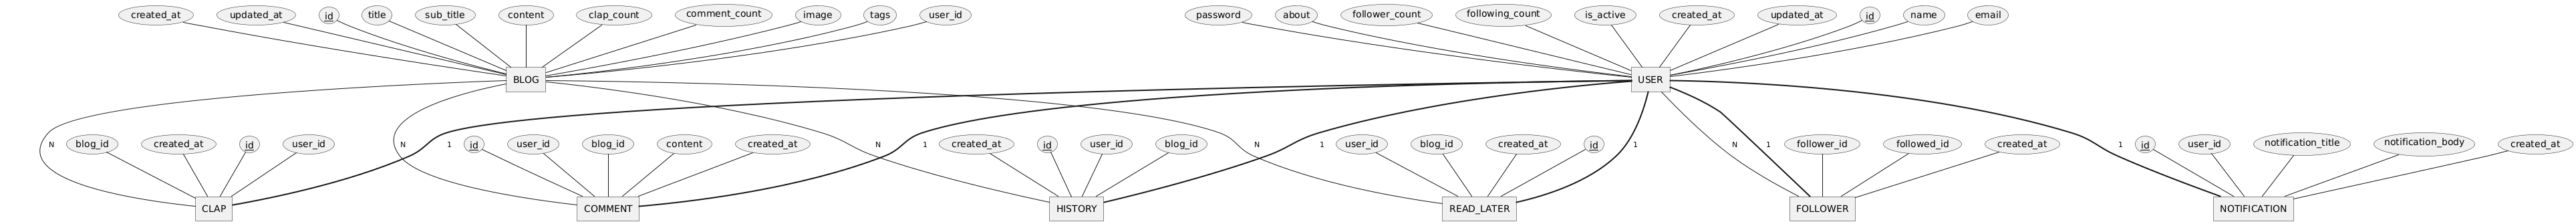 created_at updated_at id title sub_title content clap_count comment_count image tags user_id password about follower_count following_count is_active created_at updated_at id name email
BLOG USER
N blog_id created_at id user_id 1 N id user_id blog_id content created_at 1 N created_at id user_id blog_id 1 N user_id blog_id created_at id 1 N 1 follower_id followed_id created_at 1 id user_id notification_title notification_body created_at
CLAP COMMENT HISTORY READ_LATER FOLLOWER NOTIFICATION